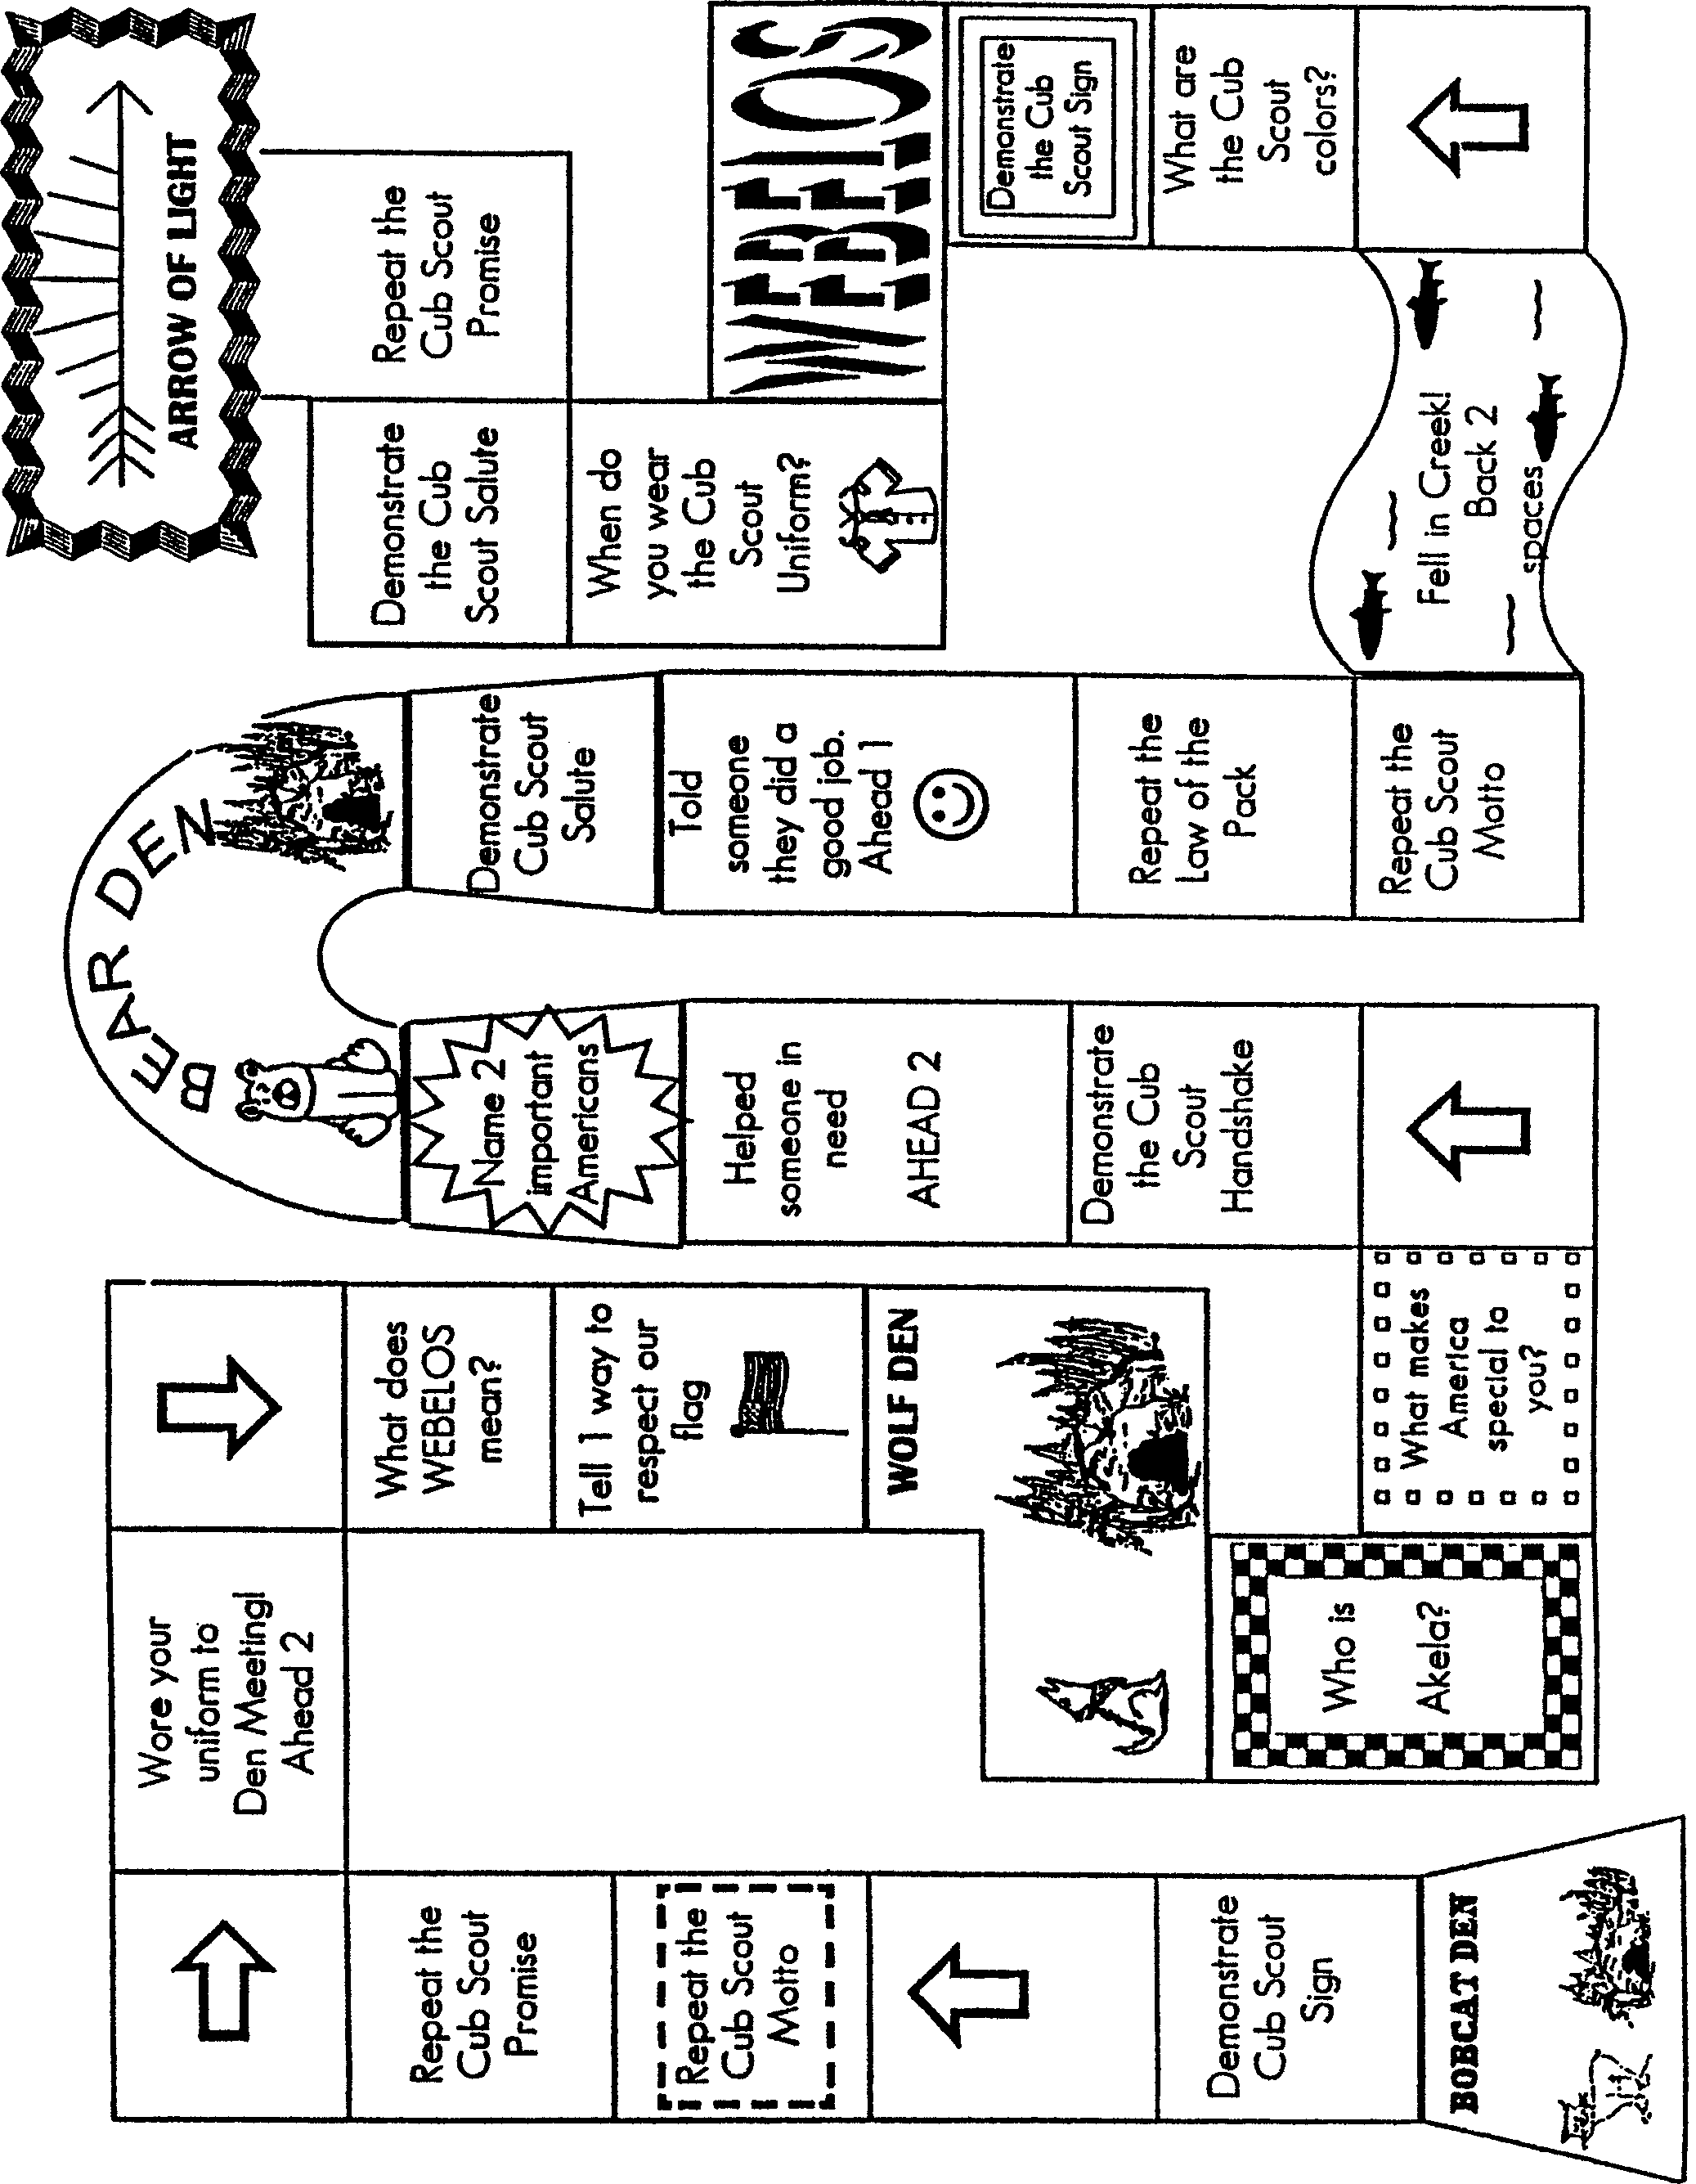 BOBCAT DEN
Demonstrate
Cub Scout
Sign
Repeat the
Cub Scout
Motto
Repeat the
Cub Scout
Promise
Wore your
uniform to
Den Meeting!
Ahead 2
What does
WEBELOS
mean?
Tell 1 way to
respect our
flag
WOLF DEN
Who is
Akela?
What makes
America
special to
you?
Demonstrate
the Cub
Scout
Handshake
Helped
someone in
need
AHEAD 2
Name 2
important
Americans
BEAR DEN
Demonstrate
Cub Scout
Salute
Told
someone
they did a
good job.
Ahead 1
Repeat the
Law of the
Pack
Repeat the
Cub Scout
Motto
Fell in Creek!
Back 2
spaces
What are
the Cub
Scout
colors?
Demonstrate
the Cub
Scout Sign
WEBELOS
When do
you wear
the Cub
Scout
Uniform?
Demonstrate
the Cub
Scout Salute
Repeat the
Cub Scout
Promise
ARROW OF LIGHT